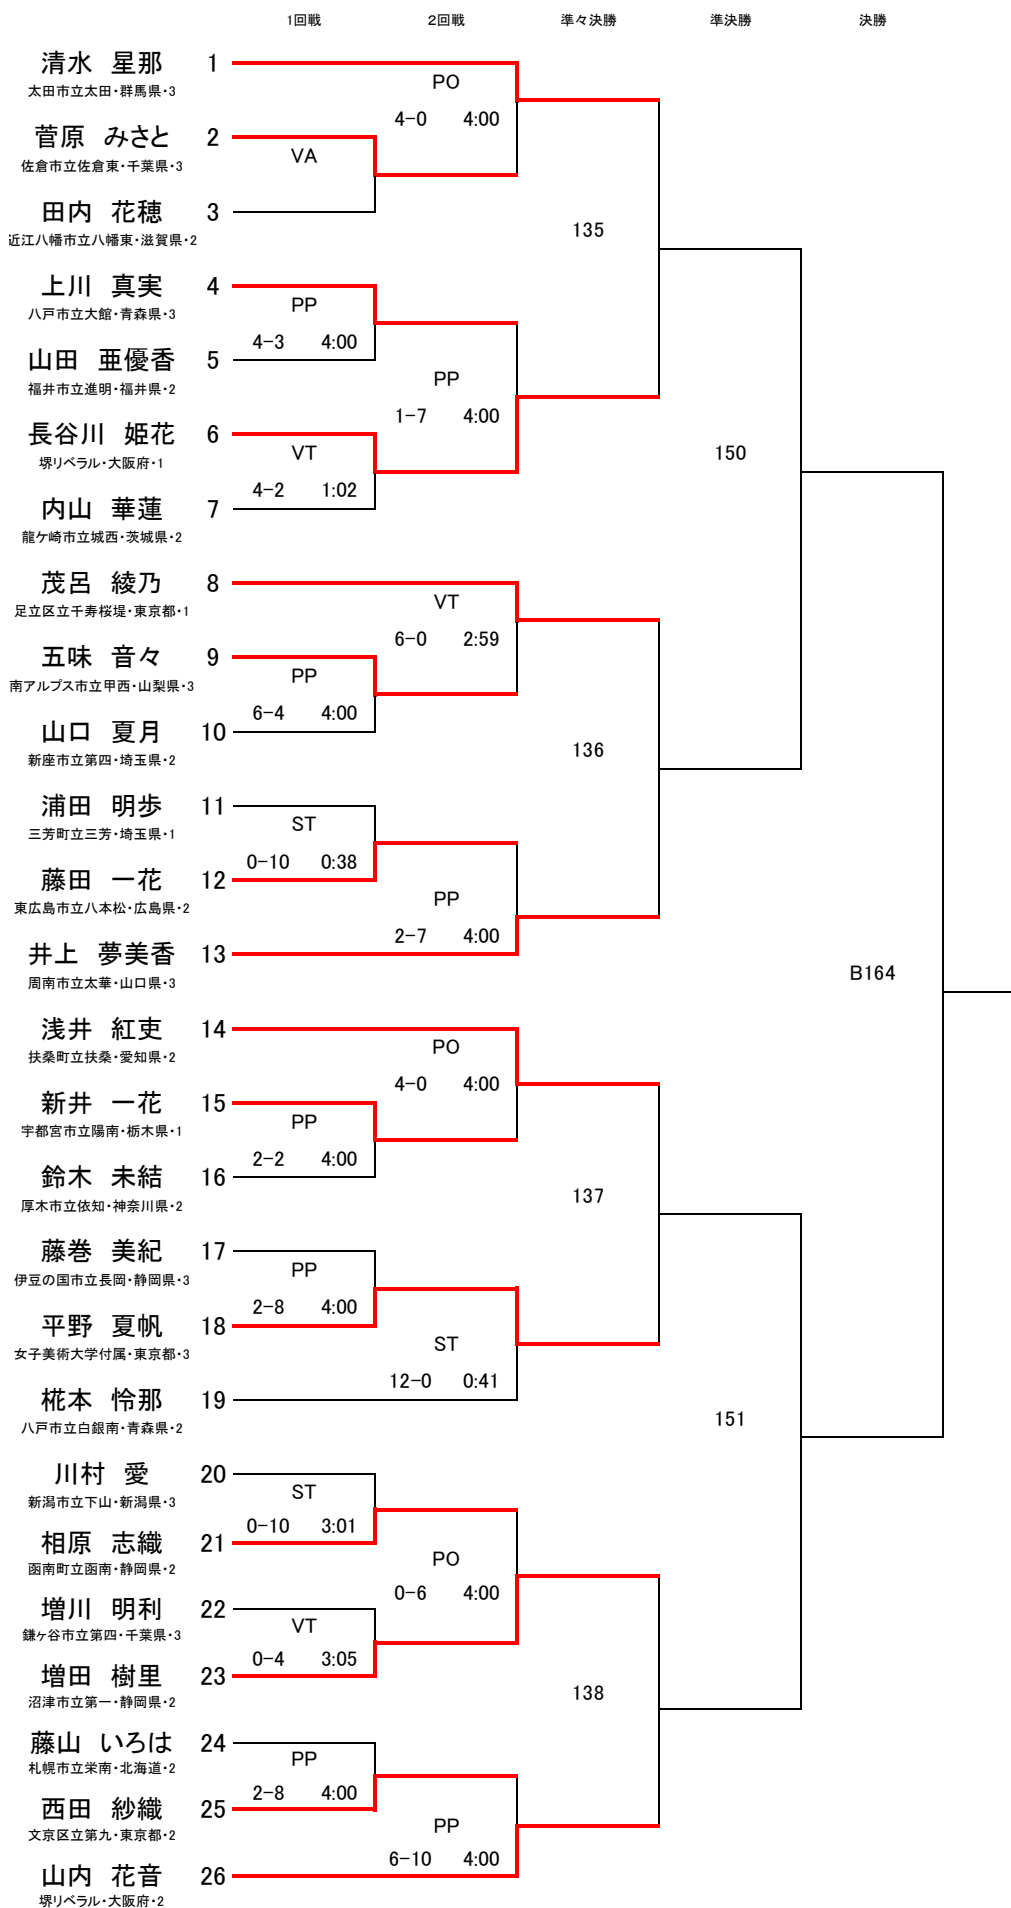 1回戦 2回戦 準々決勝 準決勝 決勝
清水 星那 1
太田市立太田・群馬県・3
PO
4-0 4:00
菅原 みさと 2
佐倉市立佐倉東・千葉県・3
VA
田内 花穂 3
近江八幡市立八幡東・滋賀県・2
135
上川 真実 4
八戸市立大館・青森県・3
PP
4-3 4:00
山田 亜優香 5
福井市立進明・福井県・2
PP
1-7 4:00
長谷川 姫花 6
堺リベラル・大阪府・1
VT
4-2 1:02
内山 華蓮 7
龍ケ崎市立城西・茨城県・2
150
茂呂 綾乃 8
足立区立千寿桜堤・東京都・1
VT
6-0 2:59
五味 音々 9
南アルプス市立甲西・山梨県・3
PP
6-4 4:00
山口 夏月 10
新座市立第四・埼玉県・2
136
浦田 明歩 11
三芳町立三芳・埼玉県・1
ST
0-10 0:38
藤田 一花 12
東広島市立八本松・広島県・2
PP
2-7 4:00
井上 夢美香 13
周南市立太華・山口県・3
B164
浅井 紅吏 14
扶桑町立扶桑・愛知県・2
PO
4-0 4:00
新井 一花 15
宇都宮市立陽南・栃木県・1
PP
2-2 4:00
鈴木 未結 16
厚木市立依知・神奈川県・2
137
藤巻 美紀 17
伊豆の国市立長岡・静岡県・3
PP
2-8 4:00
平野 夏帆 18
女子美術大学付属・東京都・3
ST
12-0 0:41
椛本 怜那 19
八戸市立白銀南・青森県・2
151
川村 愛 20
新潟市立下山・新潟県・3
ST
0-10 3:01
相原 志織 21
函南町立函南・静岡県・2
PO
0-6 4:00
増川 明利 22
鎌ヶ谷市立第四・千葉県・3
VT
0-4 3:05
増田 樹里 23
沼津市立第一・静岡県・2
138
藤山 いろは 24
札幌市立栄南・北海道・2
PP
2-8 4:00
西田 紗織 25
文京区立第九・東京都・2
PP
6-10 4:00
山内 花音 26
堺リベラル・大阪府・2